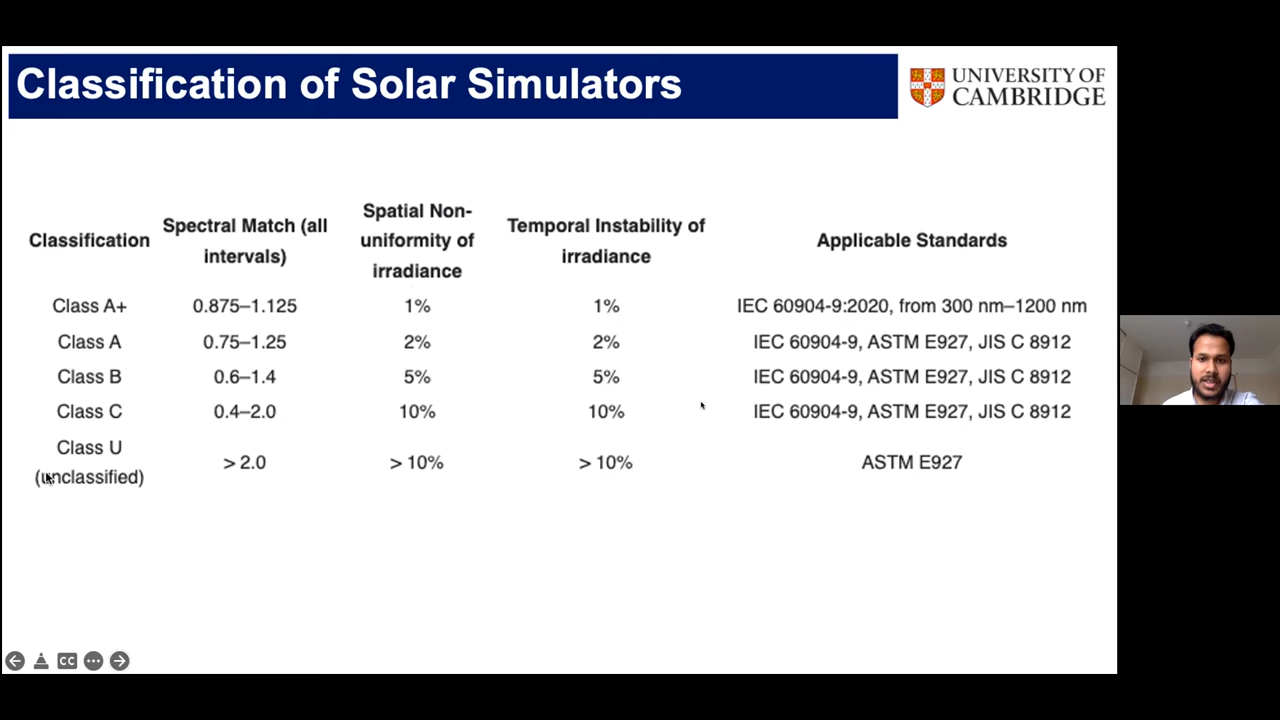 Classification of Solar Simulators
UNIVERSITY OF
CAMBRIDGE
Classification
Spectral Match (all
intervals)
Spatial Non-
uniformity of
irradiance
Temporal Instability of
irradiance
Applicable Standards
Class A+ 0.875–1.125 1% 1% IEC 60904-9:2020, from 300 nm–1200 nm
Class A 0.75–1.25 2% 2% IEC 60904-9, ASTM E927, JIS C 8912
Class B 0.6–1.4 5% 5% IEC 60904-9, ASTM E927, JIS C 8912
Class C 0.4–2.0 10% 10% IEC 60904-9, ASTM E927, JIS C 8912
Class U
(unclassified)
> 2.0 > 10% > 10% ASTM E927
CC